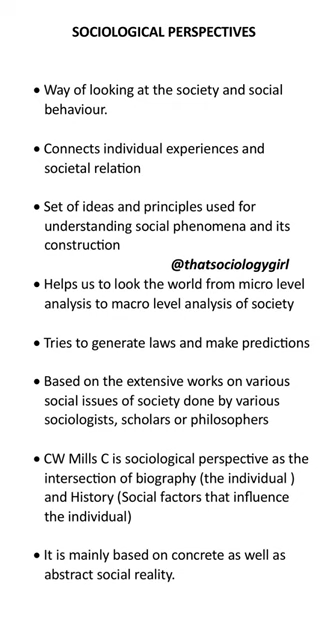 SOCIOLOGICAL PERSPECTIVES
• Way of looking at the society and social
behaviour.
• Connects individual experiences and
societal relation
• Set of ideas and principles used for
understanding social phenomena and its
construction
@thatsociologygirl
• Helps us to look the world from micro level
analysis to macro level analysis of society
• Tries to generate laws and make predictions
• Based on the extensive works on various
social issues of society done by various
sociologists, scholars or philosophers
• CW Mills C is sociological perspective as the
intersection of biography (the individual )
and History (Social factors that influence
the individual)
• It is mainly based on concrete as well as
abstract social reality.